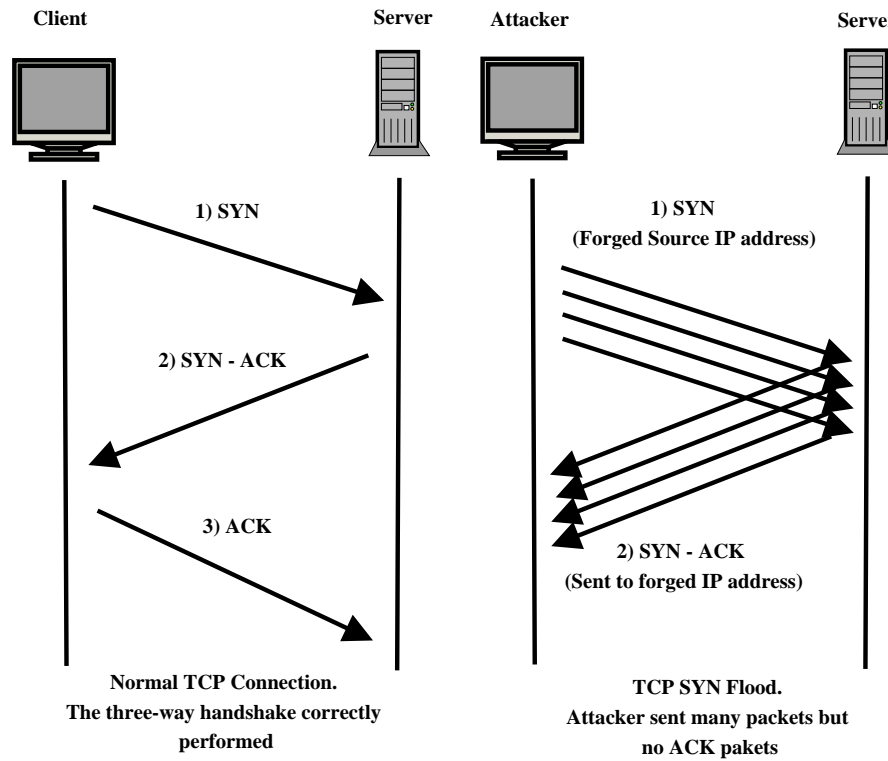 Client
Server
1) SYN
2) SYN - ACK
3) ACK
Normal TCP Connection.
The three-way handshake correctly
performed
Attacker
Serve
1) SYN
(Forged Source IP address)
2) SYN - ACK
(Sent to forged IP address)
TCP SYN Flood.
Attacker sent many packets but
no ACK pakets